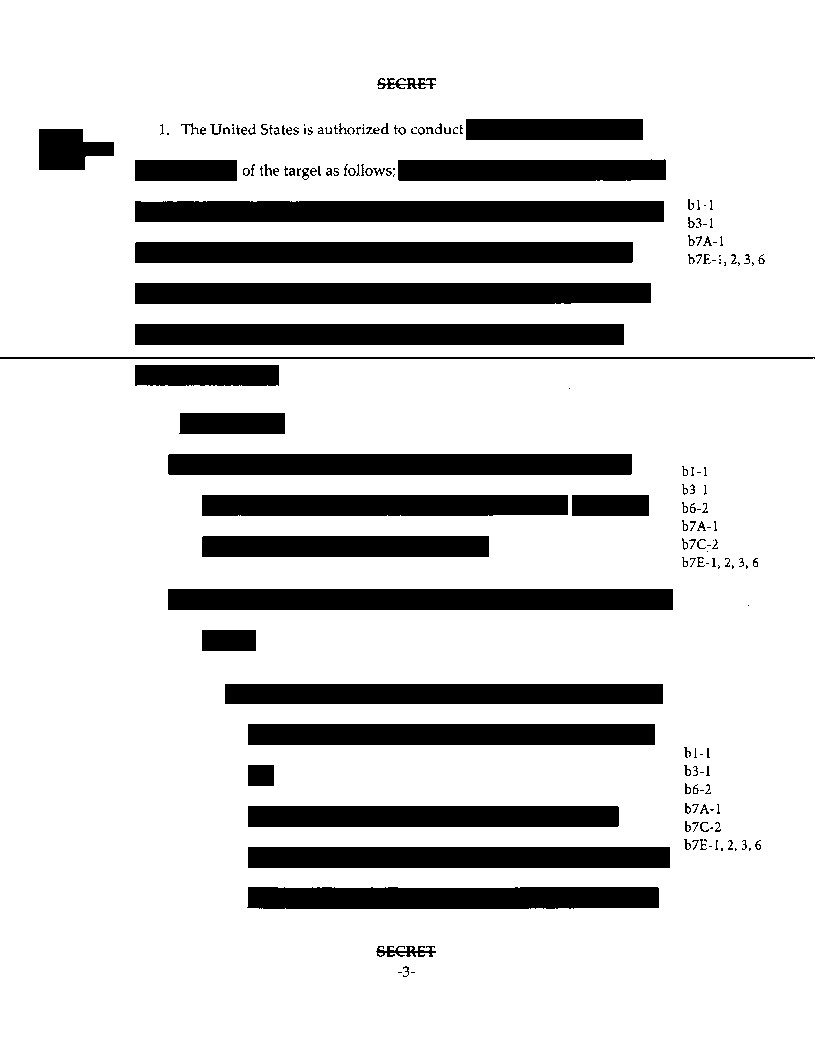 SECRET
1. The United States is authorized to conduct
of the target as follows;
b1-1
b3-1
b7A-1
b7E-1, 2, 3, 6
b1-1
b3-1
b6-2
b7A-1
b7C-2
b7E-1, 2, 3, 6
b1-1
b3-1
b6-2
b7A-1
b7C-2
b7E-1, 2, 3, 6
SECRET
-3-